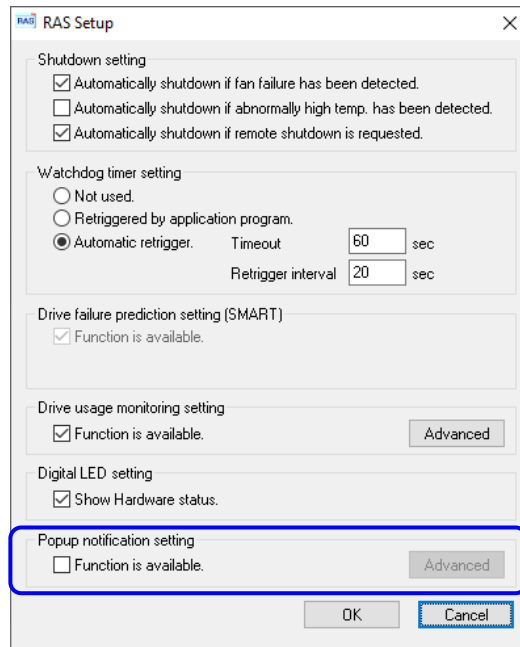 RAS RAS Setup
Shutdown setting
Automatically shutdown if fan failure has been detected.
Automatically shutdown if abnormally high temp. has been detected.
Automatically shutdown if remote shutdown is requested.
Watchdog timer setting
Not used.
Retriggered by application program.
Automatic retrigger. Timeout 60 sec
Retrigger interval 20 sec
Drive failure prediction setting (SMART)
Function is available.
Drive usage monitoring setting
Function is available. Advanced
Digital LED setting
Show Hardware status.
Popup notification setting
Function is available. Advanced
OK Cancel